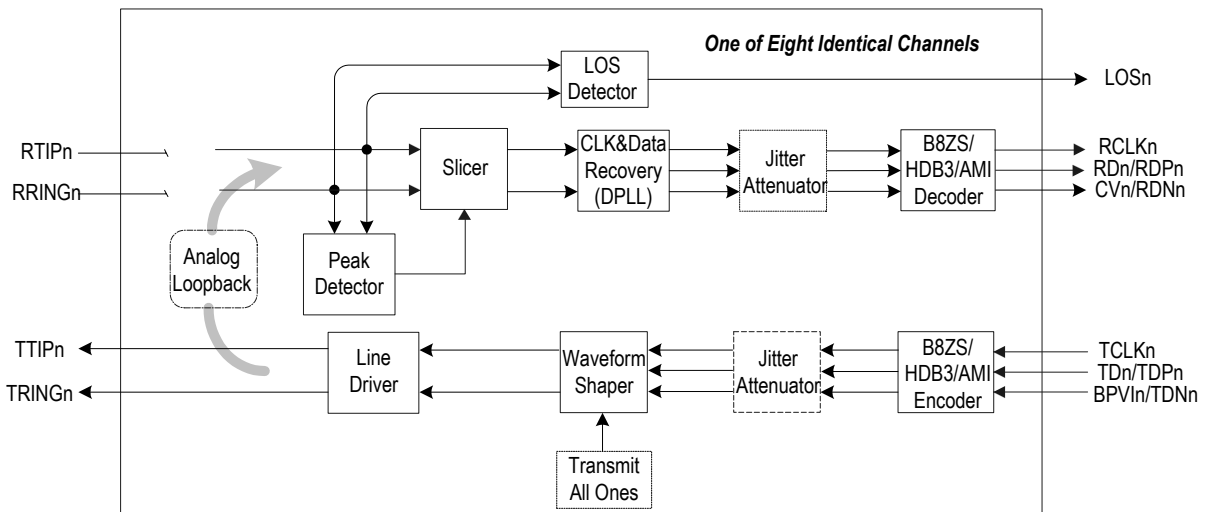 One of Eight Identical Channels
LOS
Detector
LOSn
RTIPn
RRINGn
Slicer
CLK&Data
Recovery
(DPLL)
Jitter
Attenuator
B8ZS/
HDB3/AMI
Decoder
RCLKn
RDn/RDPn
CVn/RDNn
Analog
Loopback
Peak
Detector
TTIPn
TRINGn
Line
Driver
Waveform
Shaper
Jitter
Attenuator
B8ZS/
HDB3/AMI
Encoder
TCLKn
TDn/TDPn
BPVIn/TDNn
Transmit
All Ones